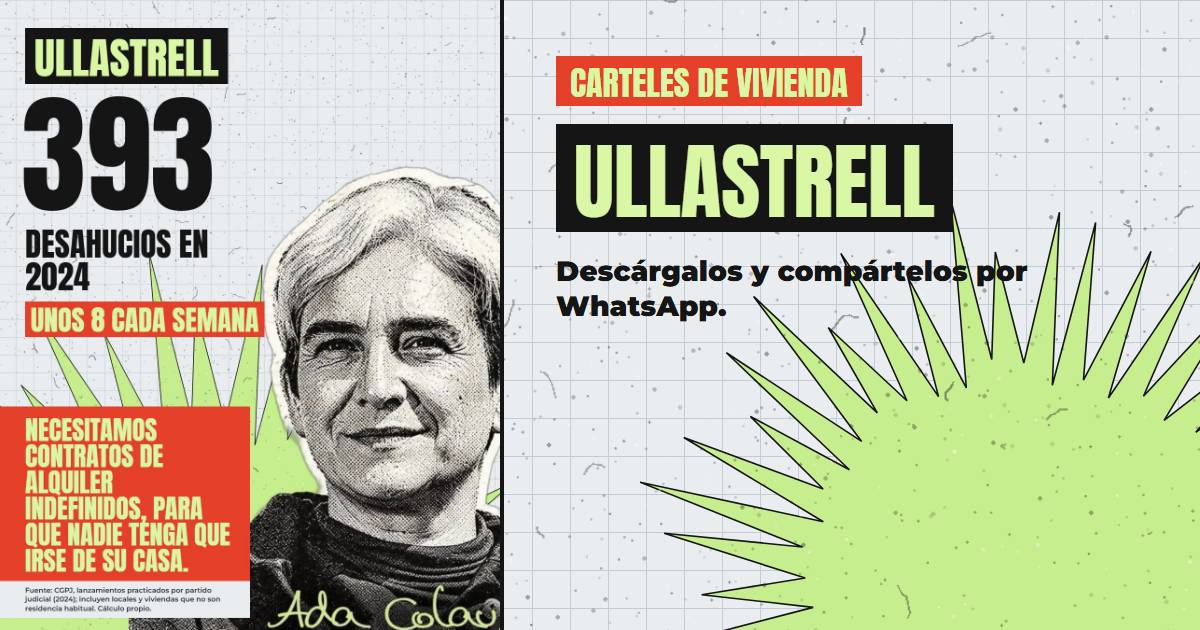 ULLASTRELL
393
DESAHUCIOS EN
2024
UNOS 8 CADA SEMANA
NECESITAMOS
CONTRATOS DE
ALQUILER
INDEFINIDOS, PARA
QUE NADIE TENGA QUE
IRSE DE SU CASA.
Fuente: CGPJ, lanzamientos practicados por partido
judicial (2024); incluyen locales y viviendas que no son
residencia habitual. Cálculo propio.
Ada Colau
CARTELES DE VIVIENDA
ULLASTRELL
Descárgalos y compártelos por
WhatsApp.